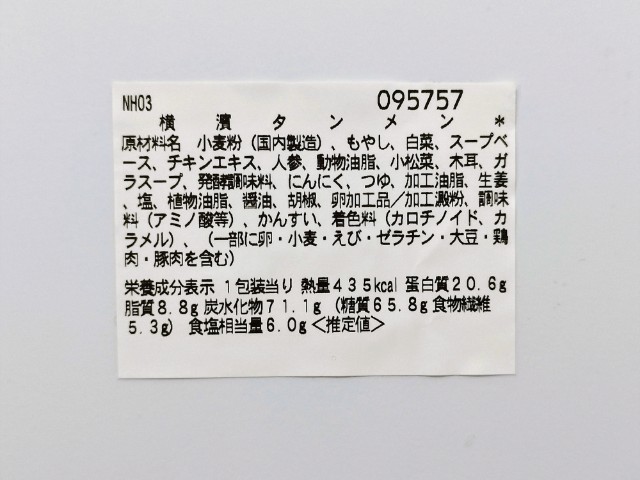 NH03 095757
横濱タンメン*
原材料名 小麦粉(国内製造)、もやし、白菜、スープベ
ース、チキンエキス、人参、動物油脂、小松菜、木耳、ガ
ラスープ、発酵調味料、にんにく、つゆ、加工油脂、生姜
、塩、植物油脂、醤油、胡椒、卵加工品/加工澱粉、調味
料(アミノ酸等)、かんすい、着色料(カロチノイド、カ
ラメル)、(一部に卵・小麦・えび・ゼラチン・大豆・鶏
肉・豚肉を含む)
栄養成分表示 1包装当り 熱量435kcal 蛋白質20.6g
脂質8.8g 炭水化物71.1g (糖質65.8g 食物繊維
5.3g) 食塩相当量6.0g<推定値>